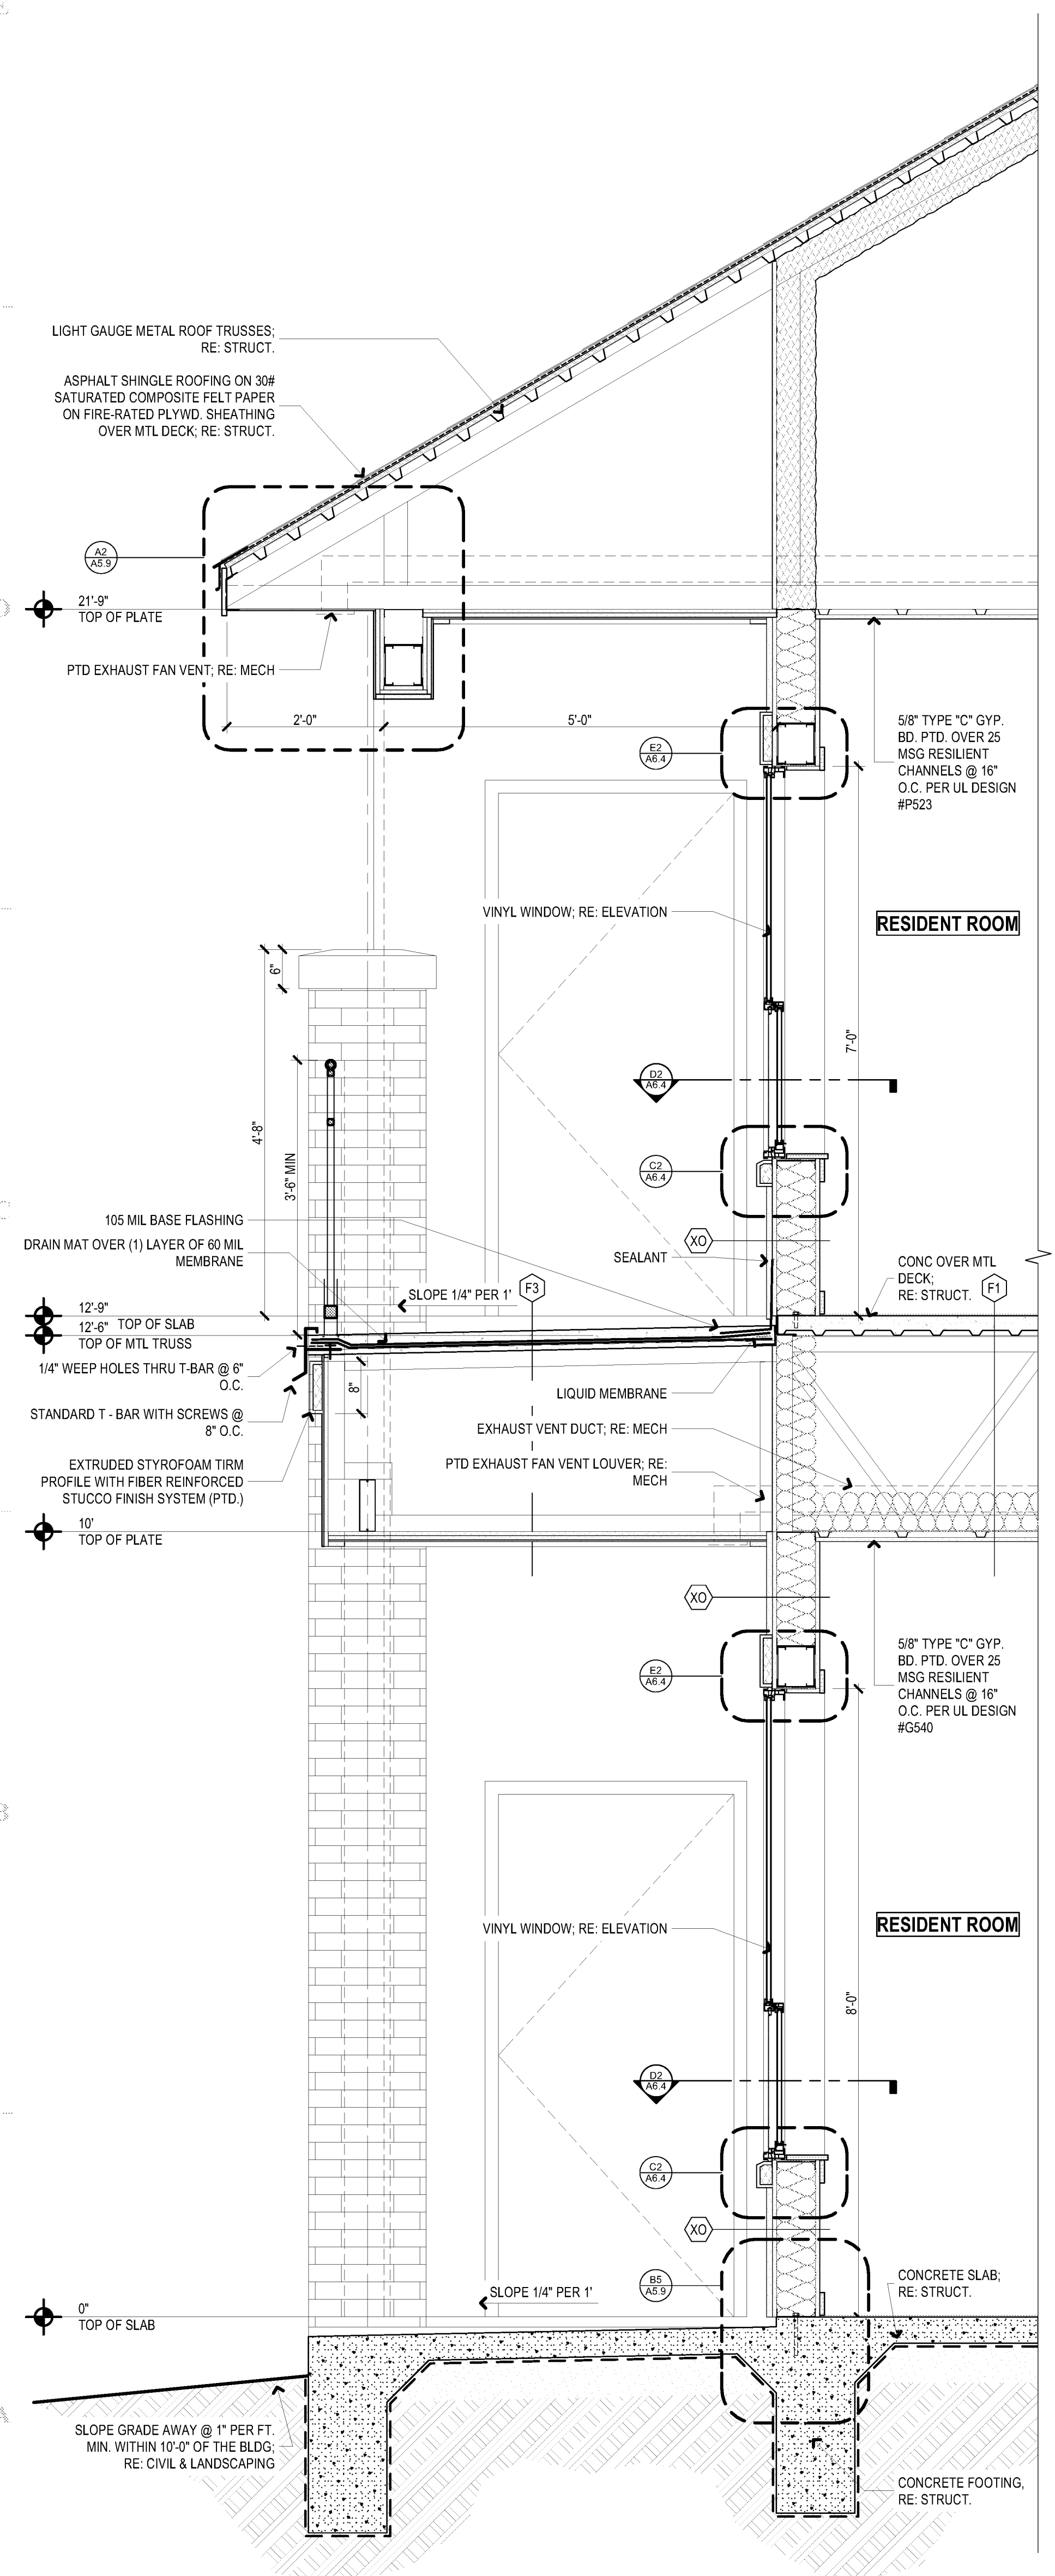 LIGHT GAUGE METAL ROOF TRUSSES;
RE: STRUCT.
ASPHALT SHINGLE ROOFING ON 30#
SATURATED COMPOSITE FELT PAPER
ON FIRE-RATED PLYWD. SHEATHING
OVER MTL DECK; RE: STRUCT.
A2
A5.9
21'-9"
TOP OF PLATE
PTD EXHAUST FAN VENT; RE: MECH
2'-0"
5'-0"
E2
A6.4
5/8" TYPE "C" GYP.
BD. PTD. OVER 25
MSG RESILIENT
CHANNELS @ 16"
O.C. PER UL DESIGN
#P523
VINYL WINDOW; RE: ELEVATION
RESIDENT ROOM
6"
7'-0"
D2
A6.4
4'-8"
3'-6" MIN
C2
A6.4
105 MIL BASE FLASHING
DRAIN MAT OVER (1) LAYER OF 60 MIL
MEMBRANE
XO
SEALANT
CONC OVER MTL
DECK;
RE: STRUCT.
SLOPE 1/4" PER 1'
F3
F1
12'-9"
TOP OF SLAB
12'-6"
TOP OF MTL TRUSS
1/4" WEEP HOLES THRU T-BAR @ 6"
O.C.
8"
LIQUID MEMBRANE
STANDARD T - BAR WITH SCREWS @
8" O.C.
EXHAUST VENT DUCT; RE: MECH
EXTRUDED STYROFOAM TIRM
PROFILE WITH FIBER REINFORCED
STUCCO FINISH SYSTEM (PTD.)
PTD EXHAUST FAN VENT LOUVER; RE:
MECH
10'
TOP OF PLATE
XO
E2
A6.4
5/8" TYPE "C" GYP.
BD. PTD. OVER 25
MSG RESILIENT
CHANNELS @ 16"
O.C. PER UL DESIGN
#G540
VINYL WINDOW; RE: ELEVATION
RESIDENT ROOM
8'-0"
D2
A6.4
C2
A6.4
XO
B5
A5.9
CONCRETE SLAB;
RE: STRUCT.
SLOPE 1/4" PER 1'
0"
TOP OF SLAB
SLOPE GRADE AWAY @ 1" PER FT.
MIN. WITHIN 10'-0" OF THE BLDG;
RE: CIVIL & LANDSCAPING
CONCRETE FOOTING,
RE: STRUCT.